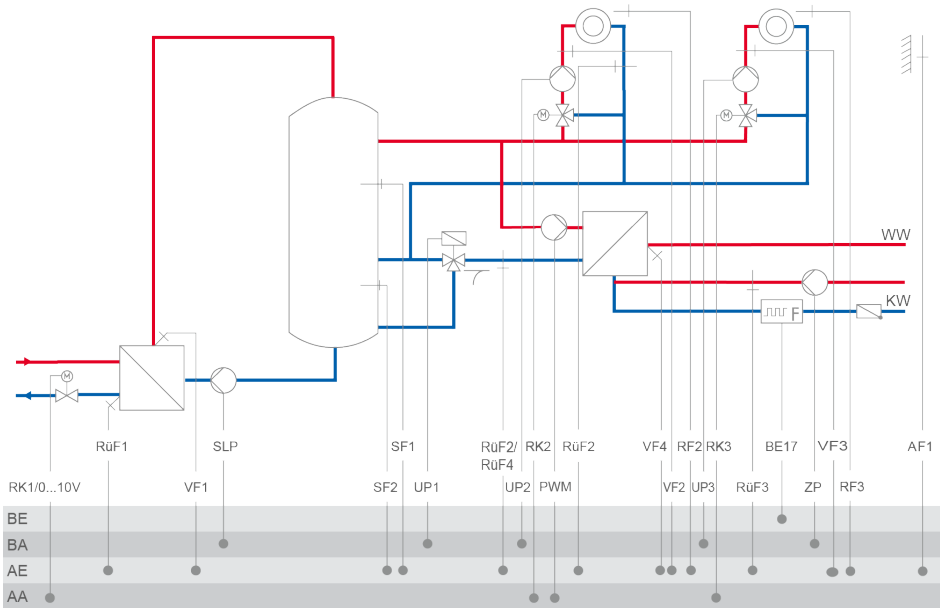 M
M
WW
KW
F
M
RüF1
SLP
SF1
RüF2/
RüF4
RK2
RüF2
VF4
RF2
RK3
BE17
VF3
AF1
RK1/0...10V
VF1
SF2
UP1
UP2
PWM
VF2
UP3
RüF3
ZP
RF3
BE
BA
AE
AA